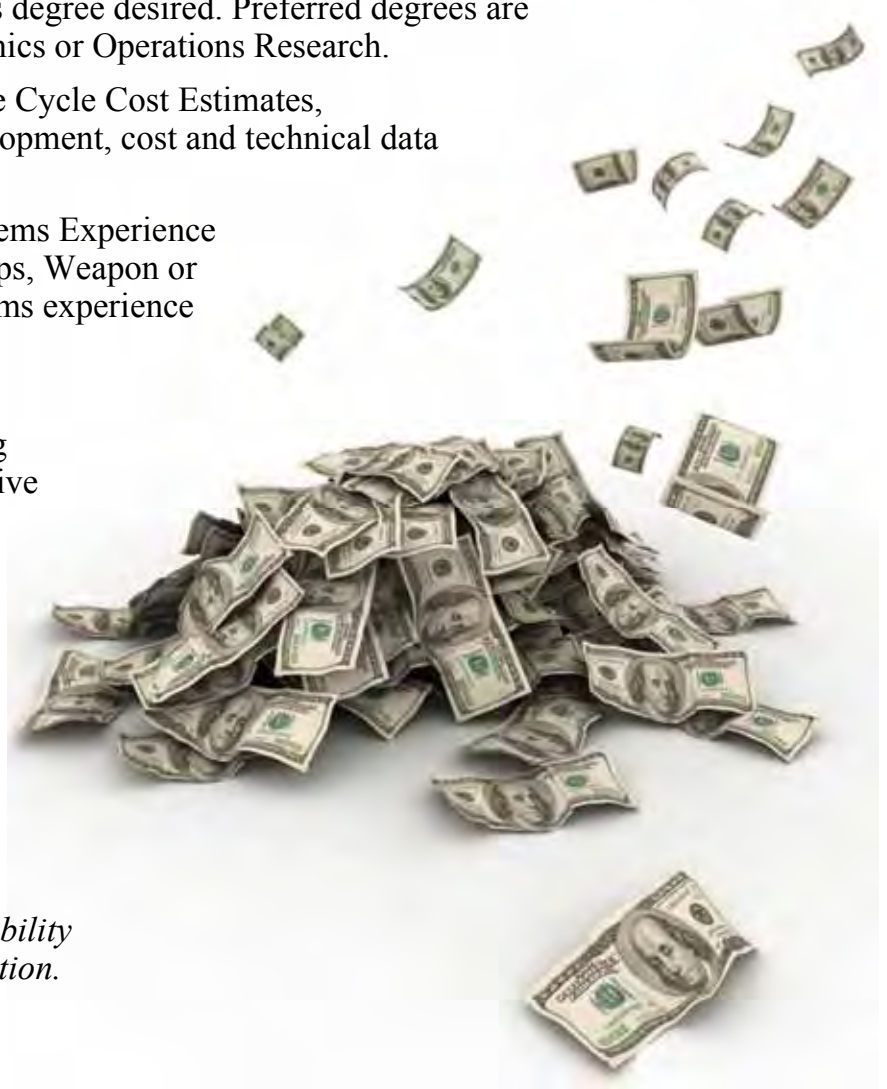 s degree desired. Preferred degrees are
nics or Operations Research.
e Cycle Cost Estimates,
opment, cost and technical data
ems Experience
ps, Weapon or
ms experience
g
ive
bility
tion.